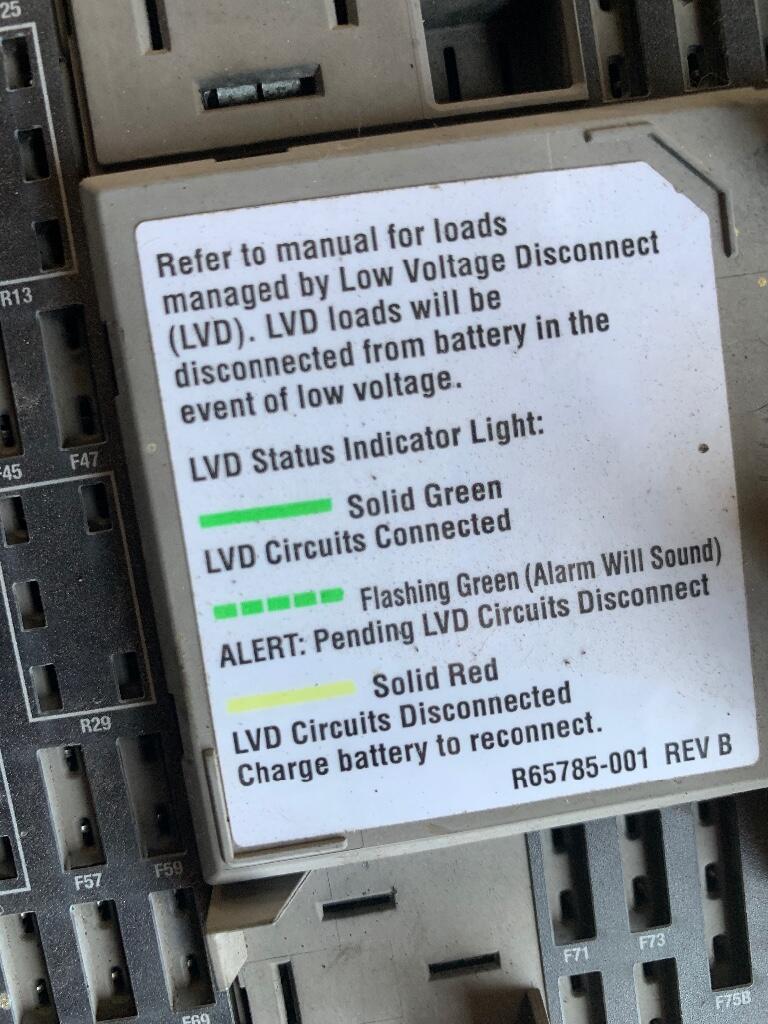 25
R13
Refer to manual for loads
managed by Low Voltage Disconnect
(LVD). LVD loads will be
disconnected from battery in the
event of low voltage.
F45
F47
LVD Status Indicator Light:
Solid Green
LVD Circuits Connected
Flashing Green (Alarm Will Sound)
ALERT: Pending LVD Circuits Disconnect
Solid Red
LVD Circuits Disconnected
Charge battery to reconnect.
R65785-001 REV B
R29
F57
F59
F69
F71
F73
F75B